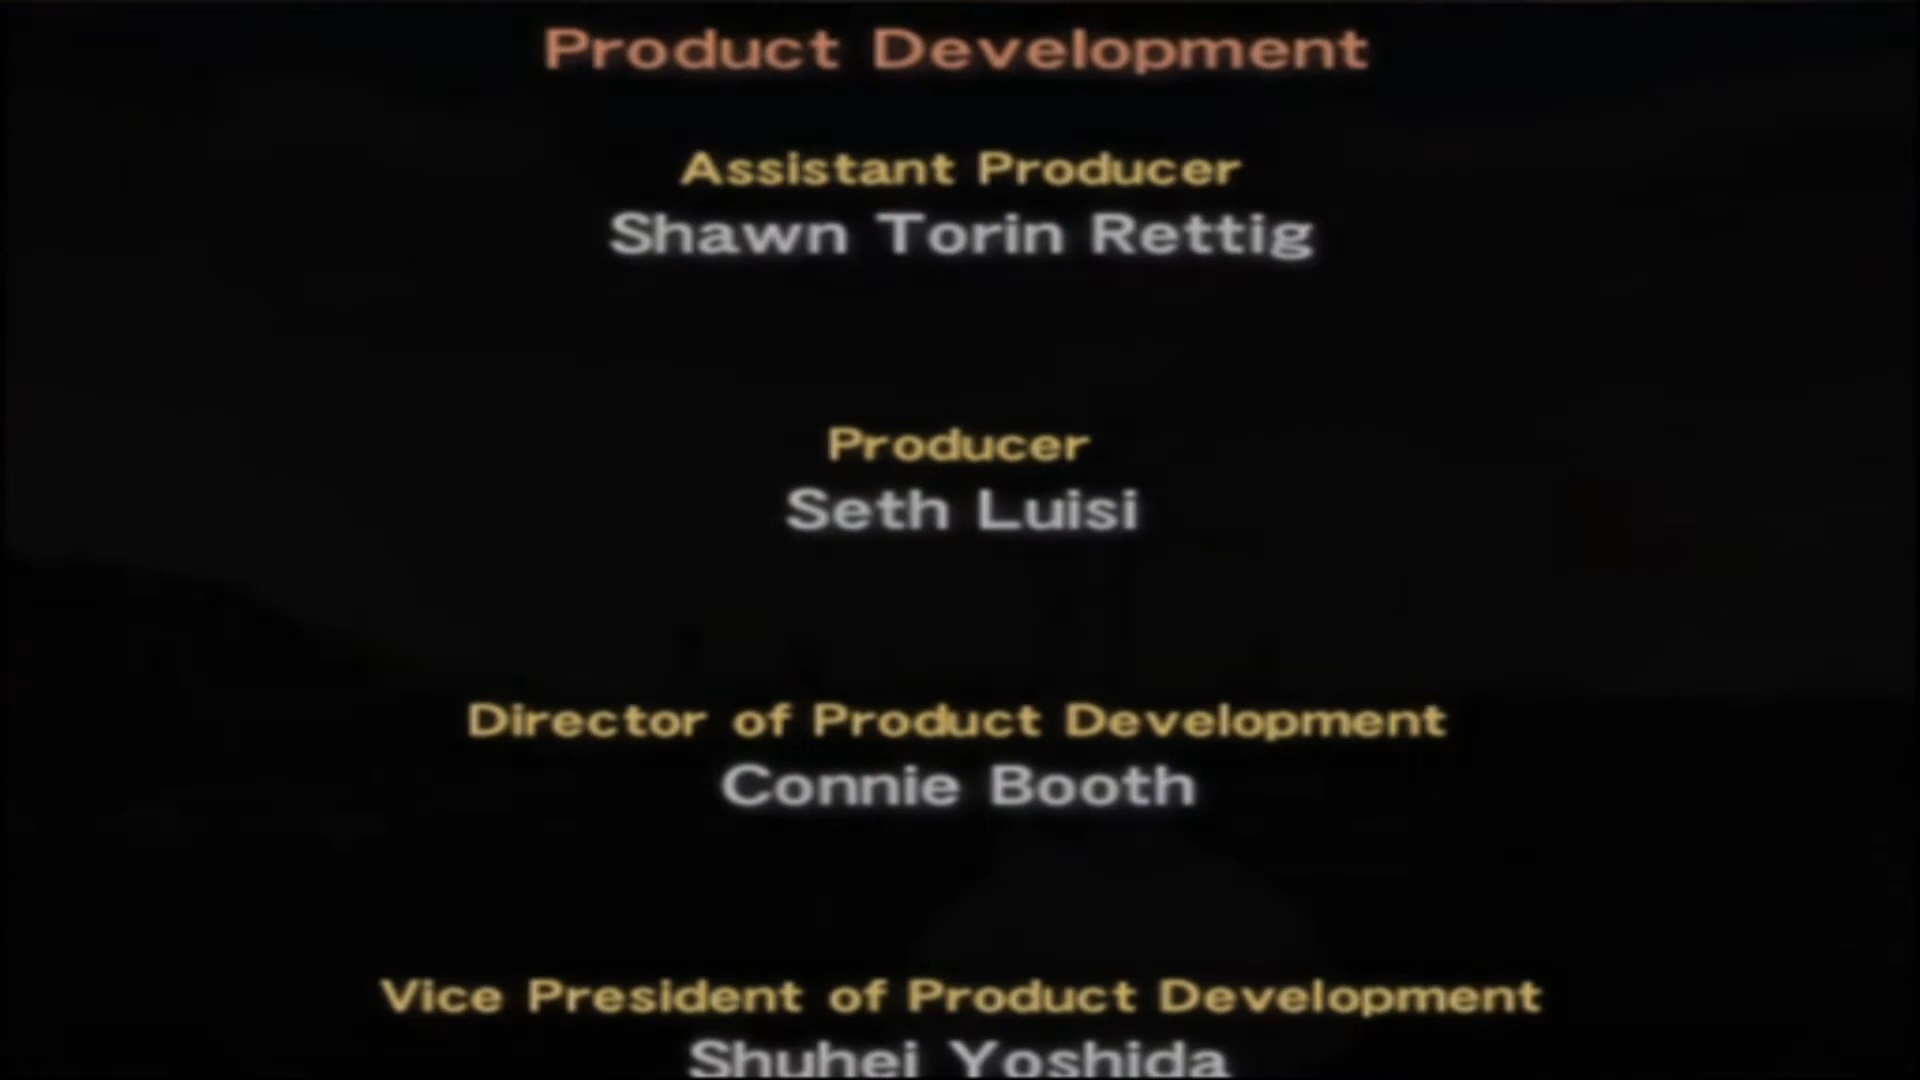 Product Development
Assistant Producer
Shawn Torin Rettig
Producer
Seth Luisi
Director of Product Development
Connie Booth
Vice President of Product Development
Shuhei Yoshida